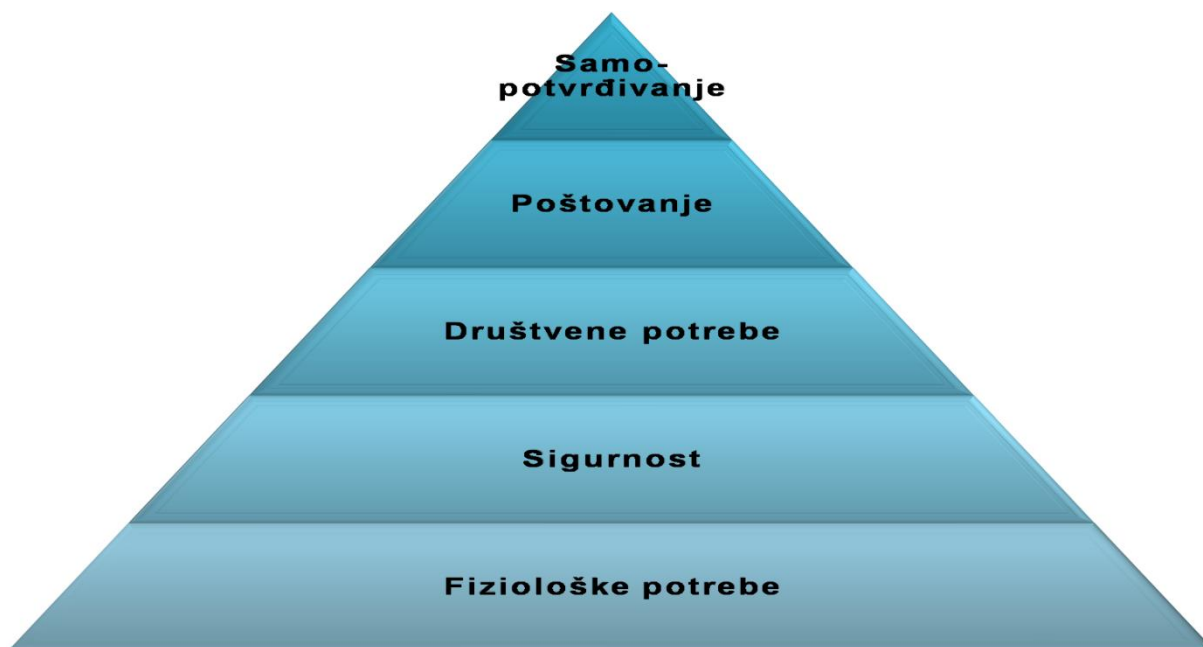 Samo-
potvrđivanje
Poštovanje
Društvene potrebe
Sigurnost
Fiziološke potrebe